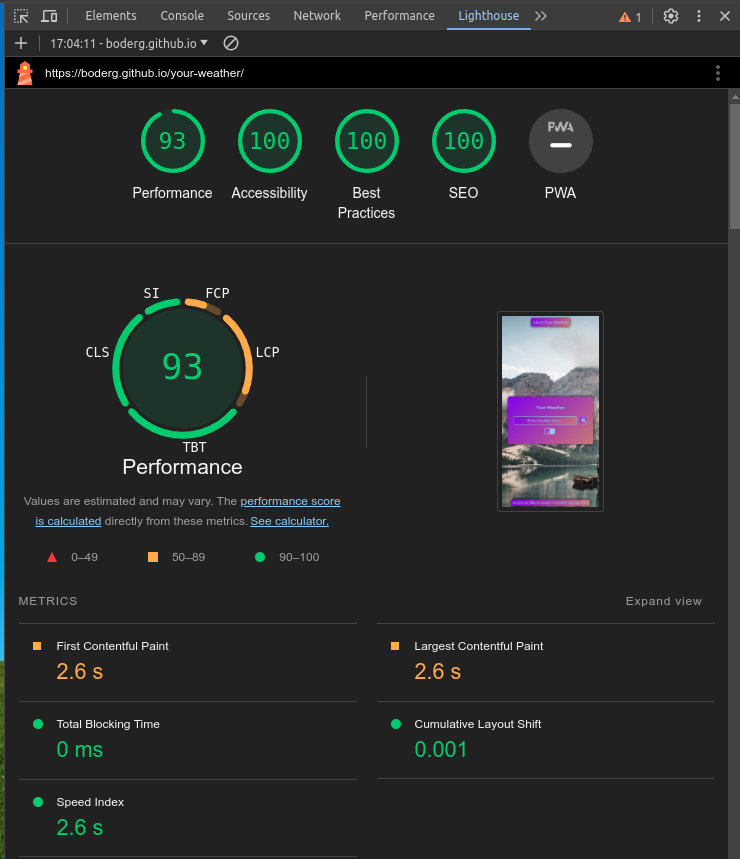 Elements Console Sources Network Performance Lighthouse 1
17:04:11 - boderg.github.io
https://boderg.github.io/your-weather/
93 100 100 100 PWA
Performance Accessibility Best Practices SEO PWA
SI FCP
CLS LCP
93
TBT
Performance
Values are estimated and may vary. The performance score
is calculated directly from these metrics. See calculator.
0–49 50–89 90–100
Your Weather
METRICS Expand view
First Contentful Paint
2.6 s
Largest Contentful Paint
2.6 s
Total Blocking Time
0 ms
Cumulative Layout Shift
0.001
Speed Index
2.6 s